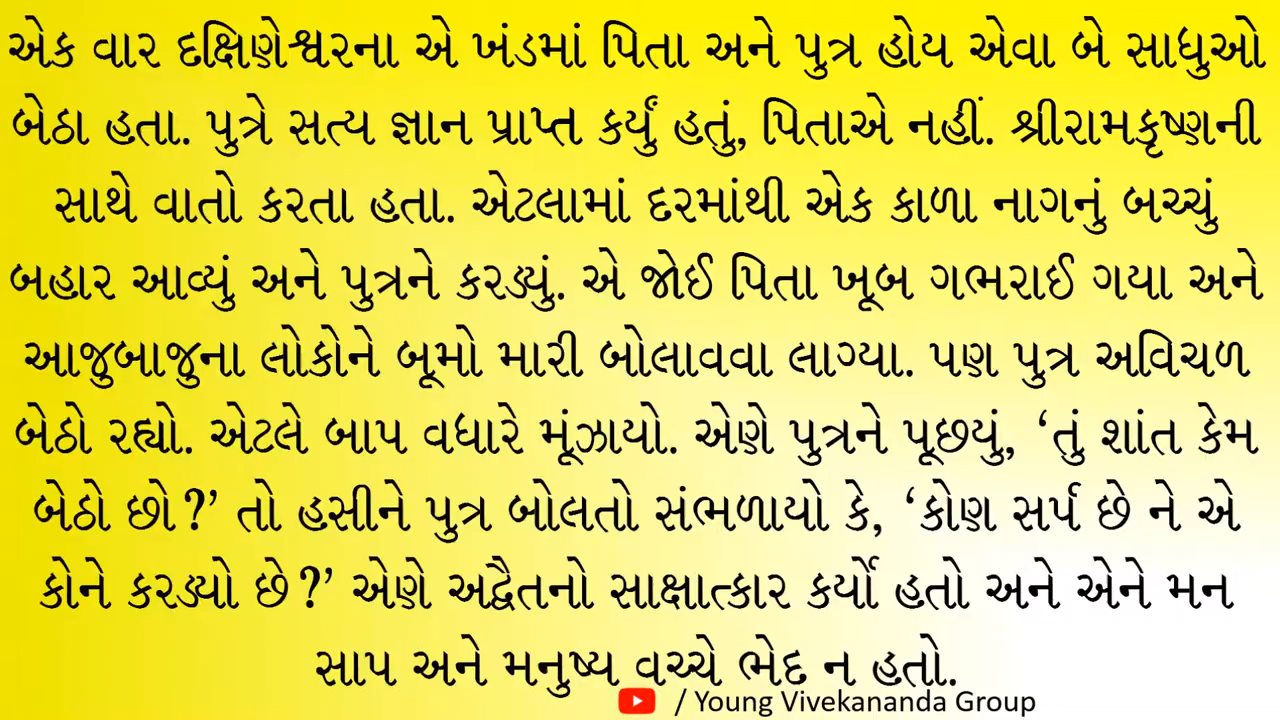 એક વાર દક્ષિણેશ્વરના એ ખંડમાં પિતા અને પુત્ર હોય એવા બે સાધુઓ
બેઠા હતા. પુત્રે સત્ય જ્ઞાન પ્રાપ્ત કર્યું હતું, પિતાએ નહીં. શ્રીરામકૃષ્ણની
સાથે વાતો કરતા હતા. એટલામાં દરમાંથી એક કાળા નાગનું બચ્ચું
બહાર આવ્યું અને પુત્રને કરડ્યું. એ જોઈ પિતા ખૂબ ગભરાઈ ગયા અને
આજુબાજુના લોકોને બૂમો મારી બોલાવવા લાગ્યા. પણ પુત્ર અવિચળ
બેઠો રહ્યો. એટલે બાપ વધારે મૂંઝાયો. એણે પુત્રને પૂછયું, ‘તું શાંત કેમ
બેઠો છો?’ તો હસીને પુત્ર બોલતો સંભળાયો કે, ‘કોણ સર્પ છે ને એ
કોને કરડ્યો છે?’ એણે અદ્વૈતનો સાક્ષાત્કાર કર્યો હતો અને એને મન
સાપ અને મનુષ્ય વચ્ચે ભેદ ન હતો.
/ Young Vivekananda Group